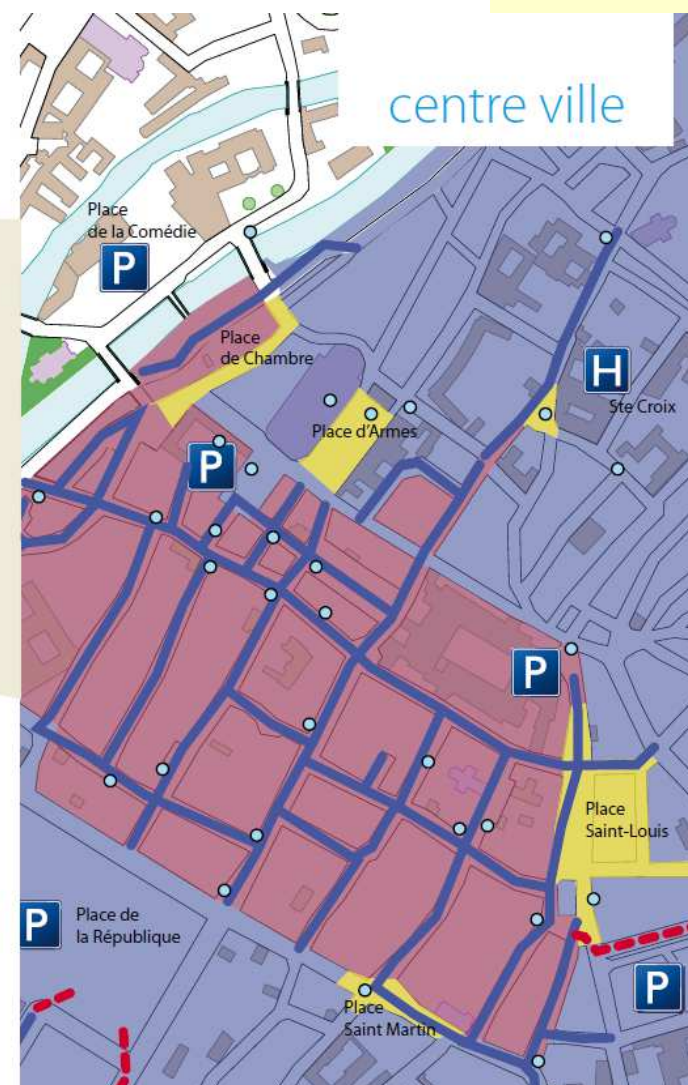 centre ville
Place
de la Comédie
P
Place
de Chambre
H
Ste Croix
Place d'Armes
P
P
Place
Saint-Louis
P
Place de
la République
P
Place
Saint Martin